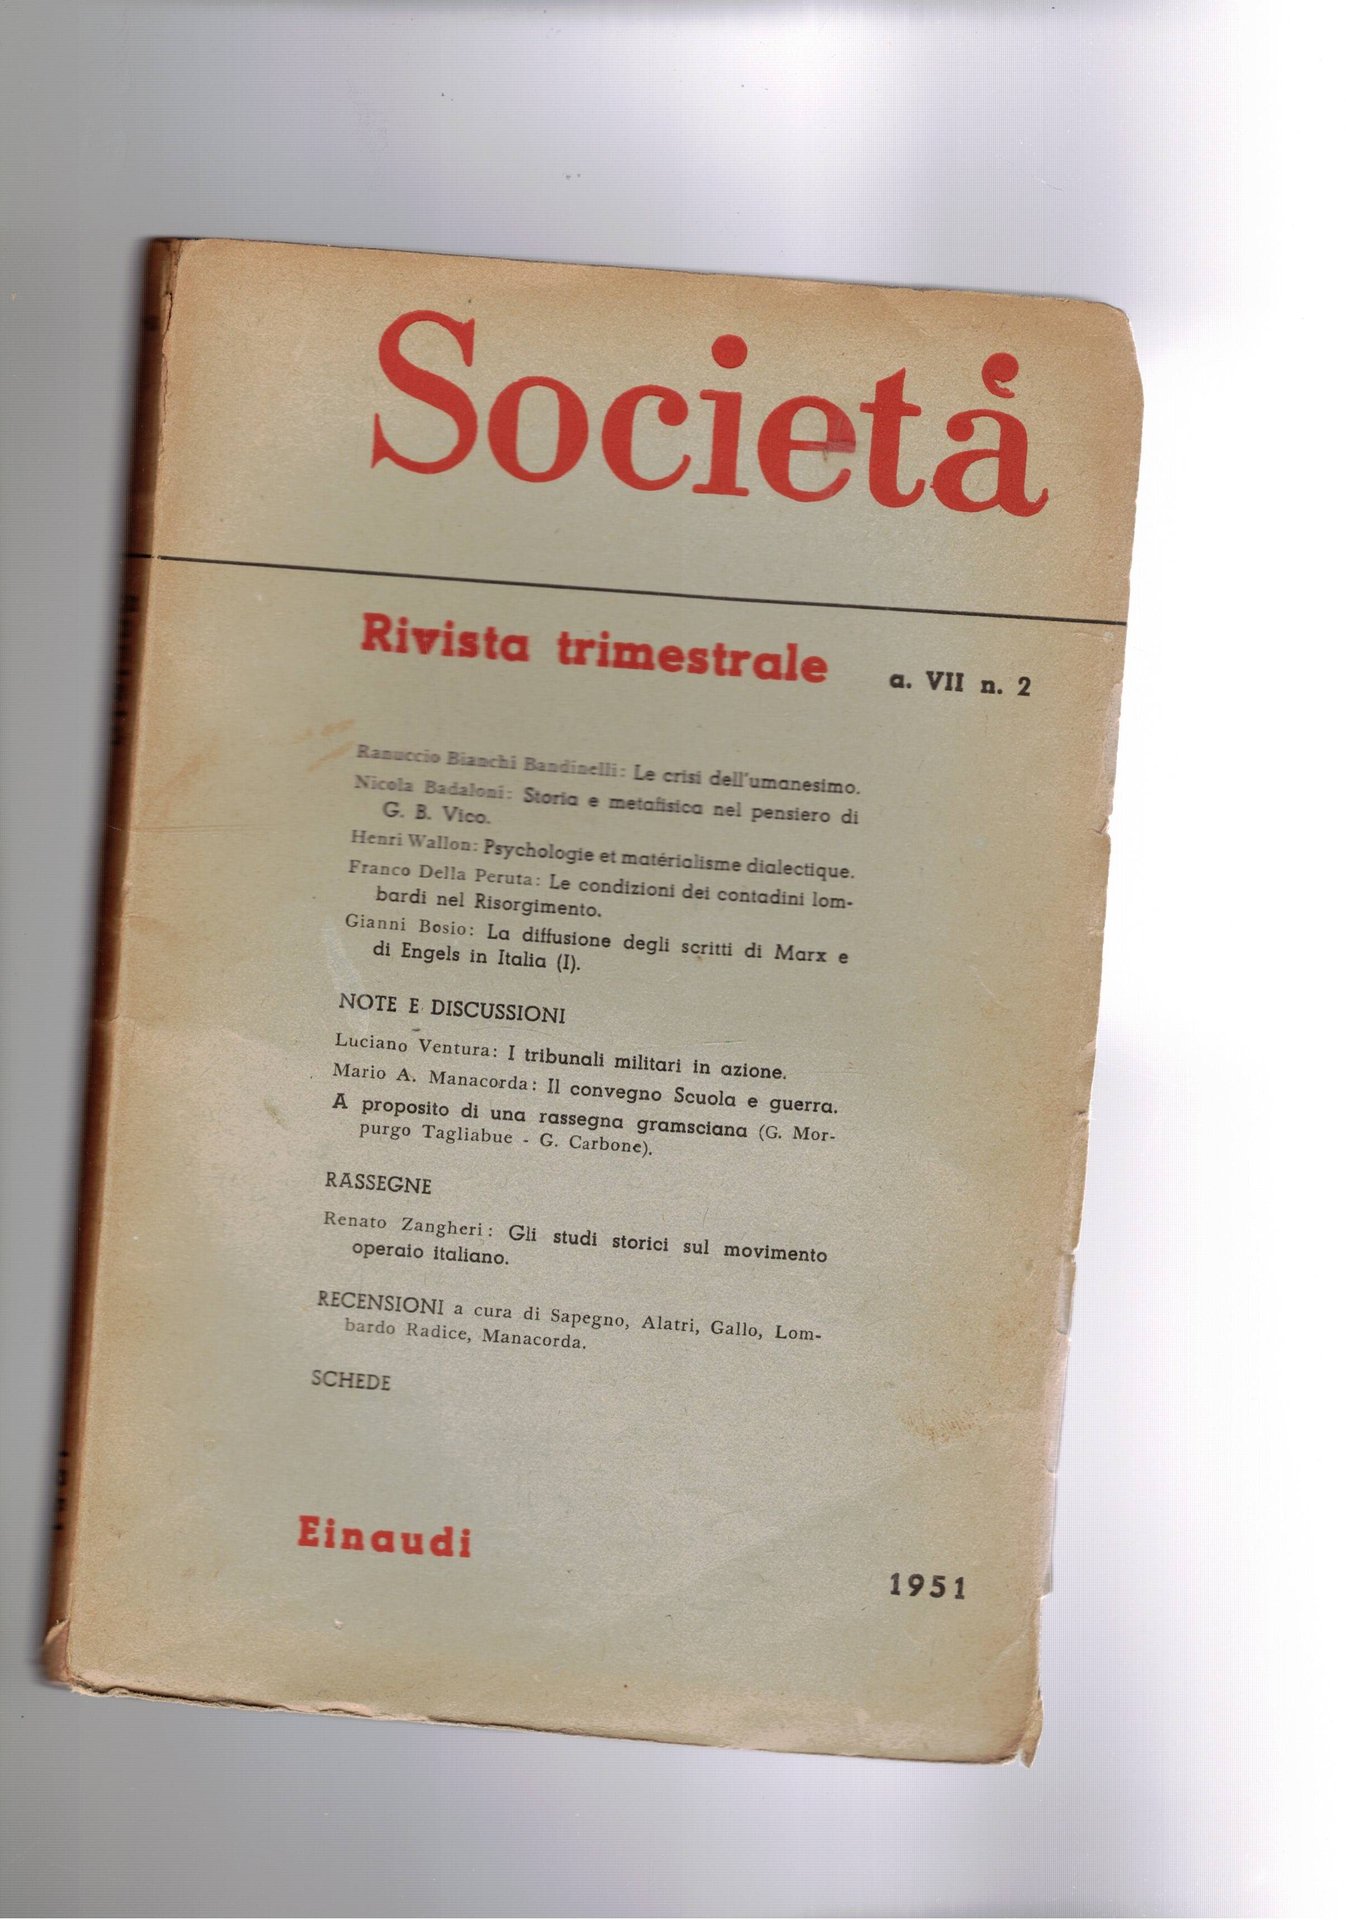 Società
Rivista trimestrale a. VII n. 2
Ranuccio Bianchi Bandinelli: Le crisi dell'umanesimo.
Nicola Badaloni: Storia e metafisica nel pensiero di
G. B. Vico.
Henri Wallon: Psychologie et matérialisme dialectique.
Franco Della Peruta: Le condizioni dei contadini lom-
bardi nel Risorgimento.
Gianni Bosio: La diffusione degli scritti di Marx e
di Engels in Italia (I).
NOTE E DISCUSSIONI
Luciano Ventura: I tribunali militari in azione.
Mario A. Manacorda: Il convegno Scuola e guerra.
A proposito di una rassegna gramsciana (G. Mor-
purgo Tagliabue - G. Carbone).
RASSEGNE
Renato Zangheri: Gli studi storici sul movimento
operaio italiano.
RECENSIONI a cura di Sapegno, Alatri, Gallo, Lom-
bardo Radice, Manacorda.
SCHEDE
Einaudi
1951